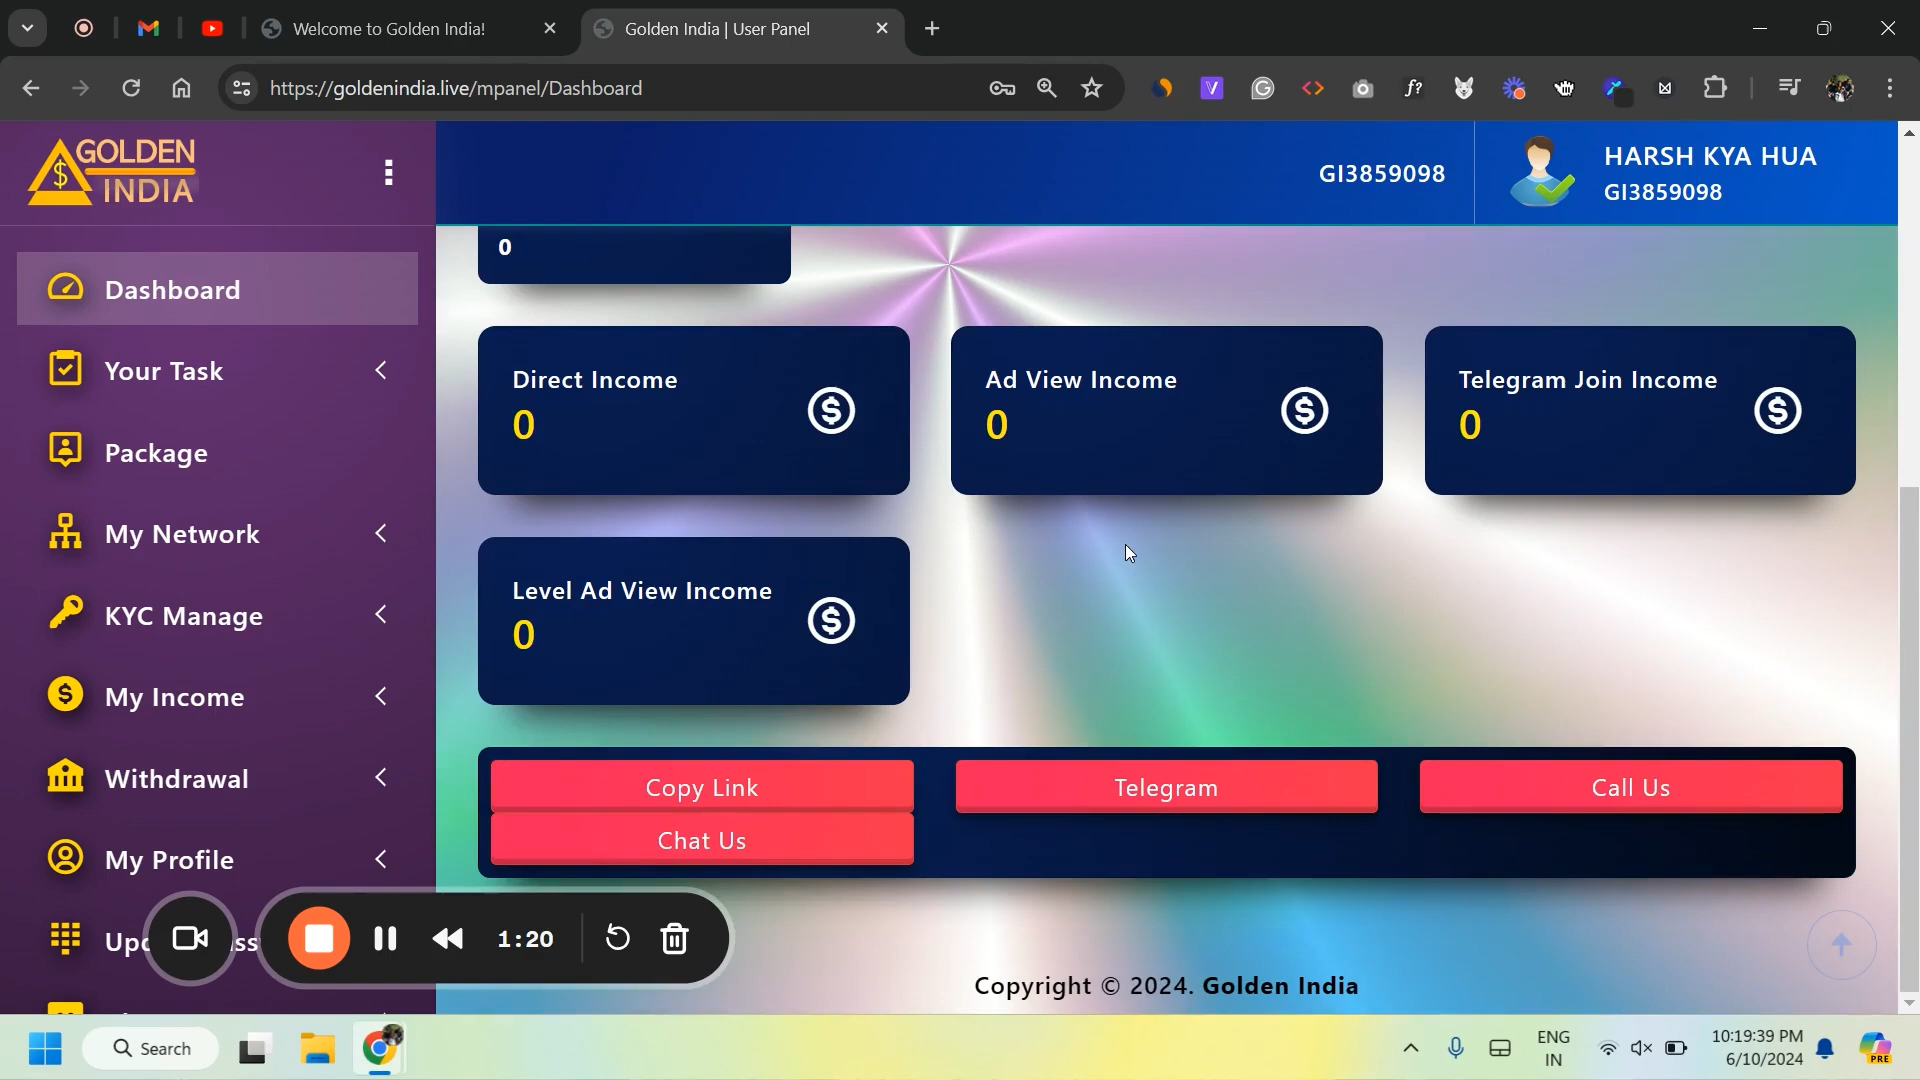 Welcome to Golden India!
Golden India | User Panel
https://goldenindia.live/mpanel/Dashboard
GOLDEN
INDIA
GI3859098
HARSH KYA HUA
GI3859098
0
Dashboard
Your Task
Package
My Network
KYC Manage
My Income
Withdrawal
My Profile
Direct Income
0
Ad View Income
0
Telegram Join Income
0
Level Ad View Income
0
Copy Link
Telegram
Call Us
Chat Us
1:20
Copyright © 2024. Golden India
Search
ENG
IN
10:19:39 PM
6/10/2024
PRE